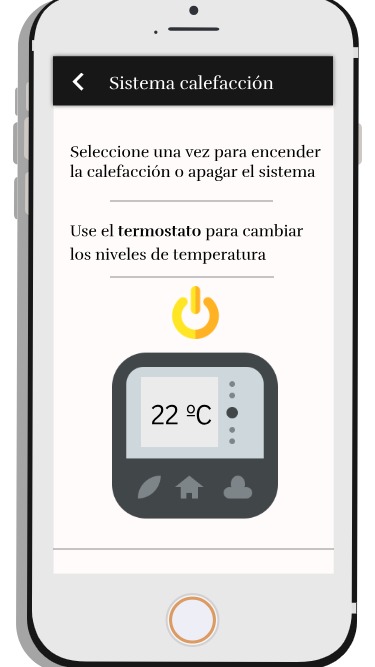 Sistema calefacción
Seleccione una vez para encender
la calefacción o apagar el sistema
Use el termostato para cambiar
los niveles de temperatura
22 ºC